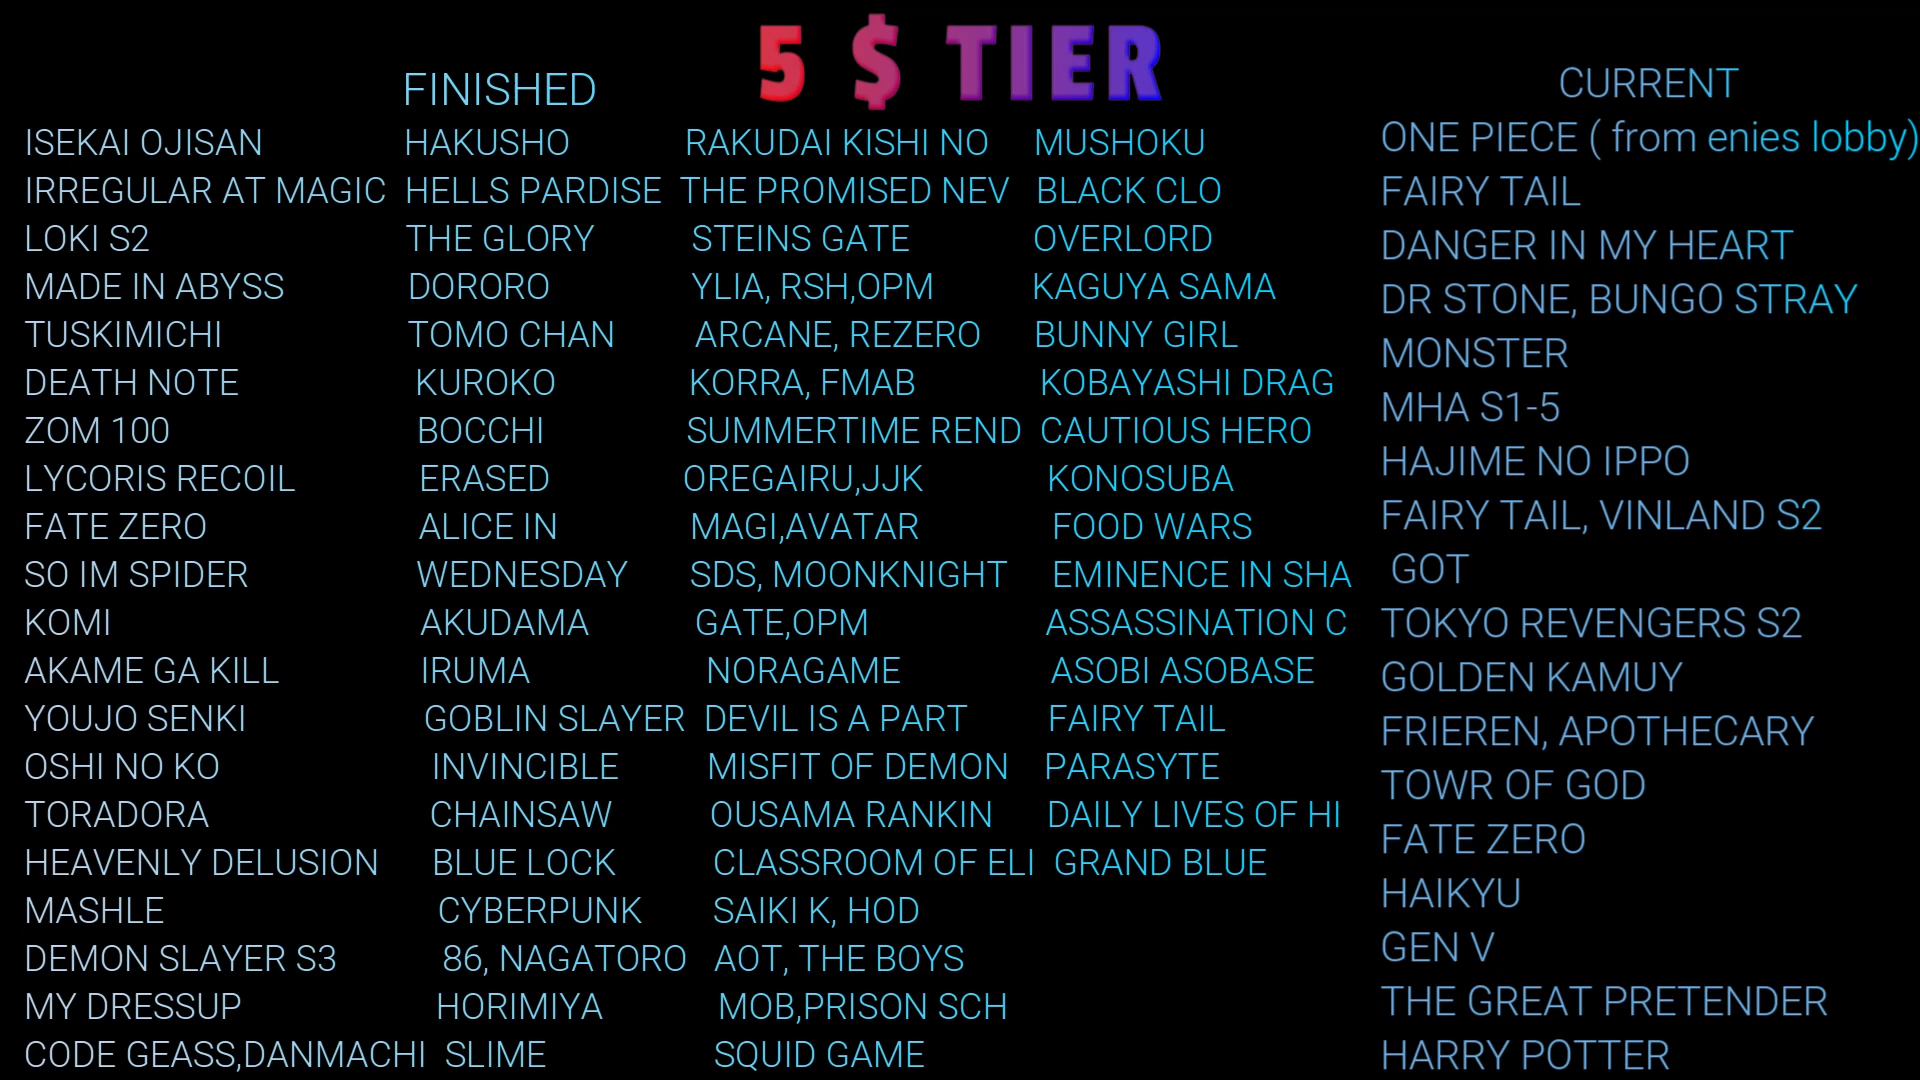 5 $ TIER
FINISHED
ISEKAI OJISAN
IRREGULAR AT MAGIC
LOKI S2
MADE IN ABYSS
TUSKIMICHI
DEATH NOTE
ZOM 100
LYCORIS RECOIL
FATE ZERO
SO IM SPIDER
KOMI
AKAME GA KILL
YOUJO SENKI
OSHI NO KO
TORADORA
HEAVENLY DELUSION
MASHLE
DEMON SLAYER S3
MY DRESSUP
CODE GEASS,DANMACHI
HAKUSHO
HELLS PARDISE
THE GLORY
DORORO
TOMO CHAN
KUROKO
BOCCHI
ERASED
ALICE IN
WEDNESDAY
AKUDAMA
IRUMA
GOBLIN SLAYER
INVINCIBLE
CHAINSAW
BLUE LOCK
CYBERPUNK
86, NAGATORO
HORIMIYA
SLIME
RAKUDAI KISHI NO
THE PROMISED NEV
STEINS GATE
YLIA, RSH,OPM
ARCANE, REZERO
KORRA, FMAB
SUMMERTIME REND
OREGAIRU,JJK
MAGI,AVATAR
SDS, MOONKNIGHT
GATE,OPM
NORAGAME
DEVIL IS A PART
MISFIT OF DEMON
OUSAMA RANKIN
CLASSROOM OF ELI
SAIKI K, HOD
AOT, THE BOYS
MOB,PRISON SCH
SQUID GAME
MUSHOKU
BLACK CLO
OVERLORD
KAGUYA SAMA
BUNNY GIRL
KOBAYASHI DRAG
CAUTIOUS HERO
KONOSUBA
FOOD WARS
EMINENCE IN SHA
ASSASSINATION C
ASOBI ASOBASE
FAIRY TAIL
PARASYTE
DAILY LIVES OF HI
GRAND BLUE
CURRENT
ONE PIECE ( from enies lobby)
FAIRY TAIL
DANGER IN MY HEART
DR STONE, BUNGO STRAY
MONSTER
MHA S1-5
HAJIME NO IPPO
FAIRY TAIL, VINLAND S2
GOT
TOKYO REVENGERS S2
GOLDEN KAMUY
FRIEREN, APOTHECARY
TOWR OF GOD
FATE ZERO
HAIKYU
GEN V
THE GREAT PRETENDER
HARRY POTTER